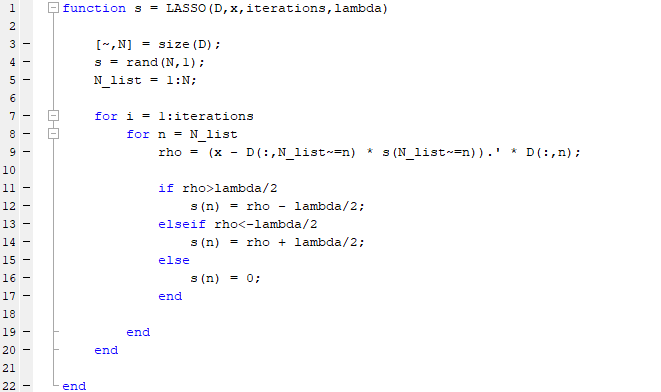 1 function s = LASSO(D,x,iterations,lambda)
2
3 – [~,N] = size(D);
4 – s = rand(N,1);
5 – N_list = 1:N;
6
7 – for i = 1:iterations
8 – for n = N_list
9 – rho = (x - D(:,N_list~=n) * s(N_list~=n)).' * D(:,n);
10
11 – if rho>lambda/2
12 – s(n) = rho - lambda/2;
13 – elseif rho<-lambda/2
14 – s(n) = rho + lambda/2;
15 – else
16 – s(n) = 0;
17 – end
18
19 – end
20 – end
21
22 – end